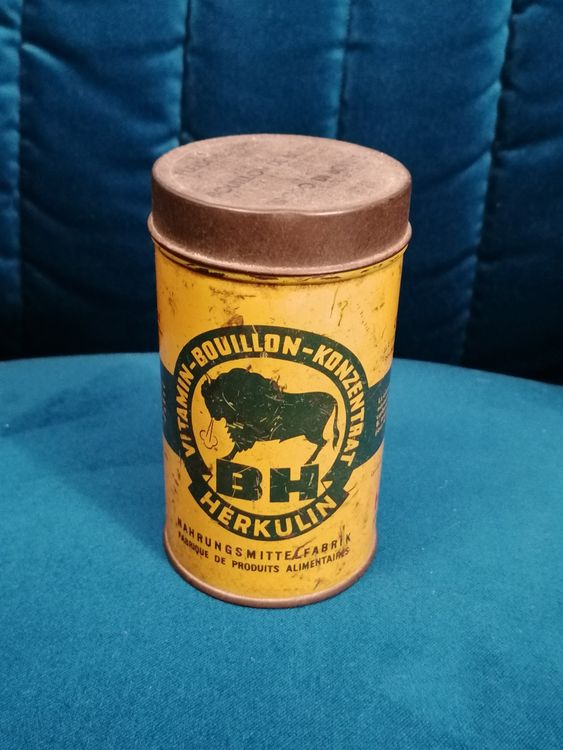 VITAMIN-BOUILLON-KONZENTRAT
BH
HERKULIN
NAHRUNGSMITTELFABRIK
FABRIQUE DE PRODUITS ALIMENTAIRES